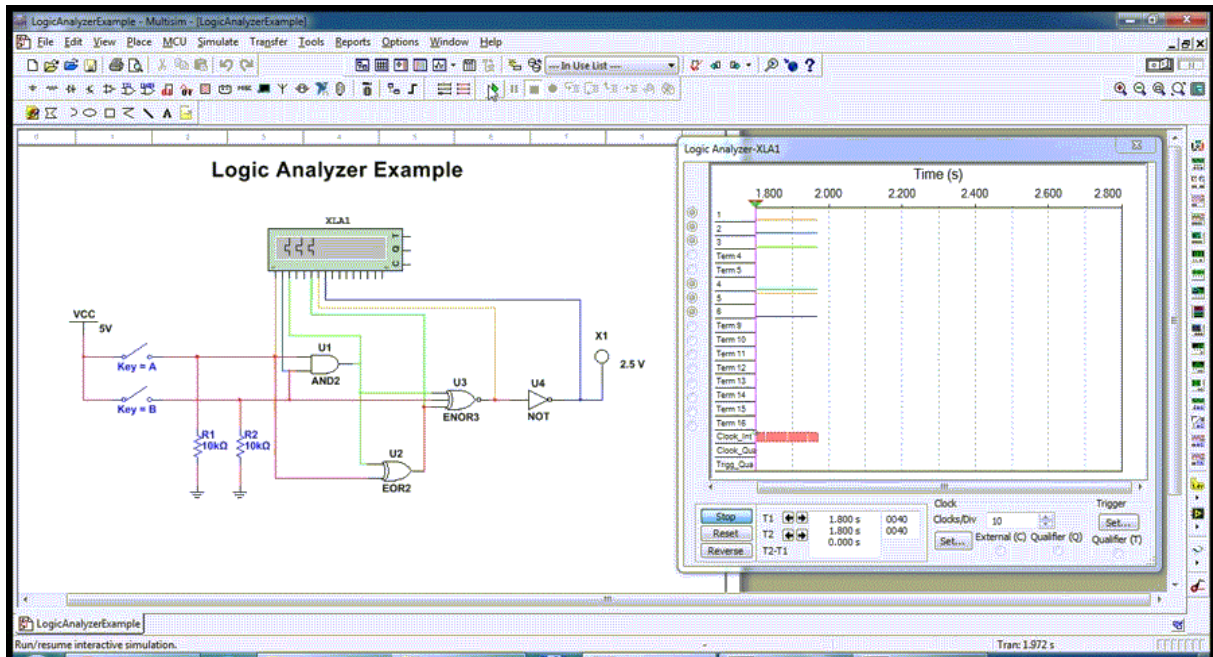 LogicAnalyzerExample - Multisim - [LogicAnalyzerExample]
File Edit View Place MCU Simulate Transfer Tools Reports Options Window Help
--- In Use List ---
Logic Analyzer Example
XLA1
T
Q
C
VCC
5V
Key = A
Key = B
R1
10kΩ
R2
10kΩ
U1
AND2
U2
EOR2
U3
ENOR3
U4
NOT
X1
2.5 V
Logic Analyzer-XLA1
Time (s)
1.800 2.000 2.200 2.400 2.600 2.800
1
2
3
Term 4
Term 5
4
5
6
Term 9
Term 10
Term 11
Term 12
Term 13
Term 14
Term 15
Term 16
Clock_Int
Clock_Qua
Trigg_Qua
Stop
Reset
Reverse
T1 1.800 s 0040
T2 1.800 s 0040
T2-T1 0.000 s
Clock
Clocks/Div 10
Set... External (C) Qualifier (Q)
Trigger
Set...
Qualifier (T)
LogicAnalyzerExample
Run/resume interactive simulation.
Tran: 1.972 s